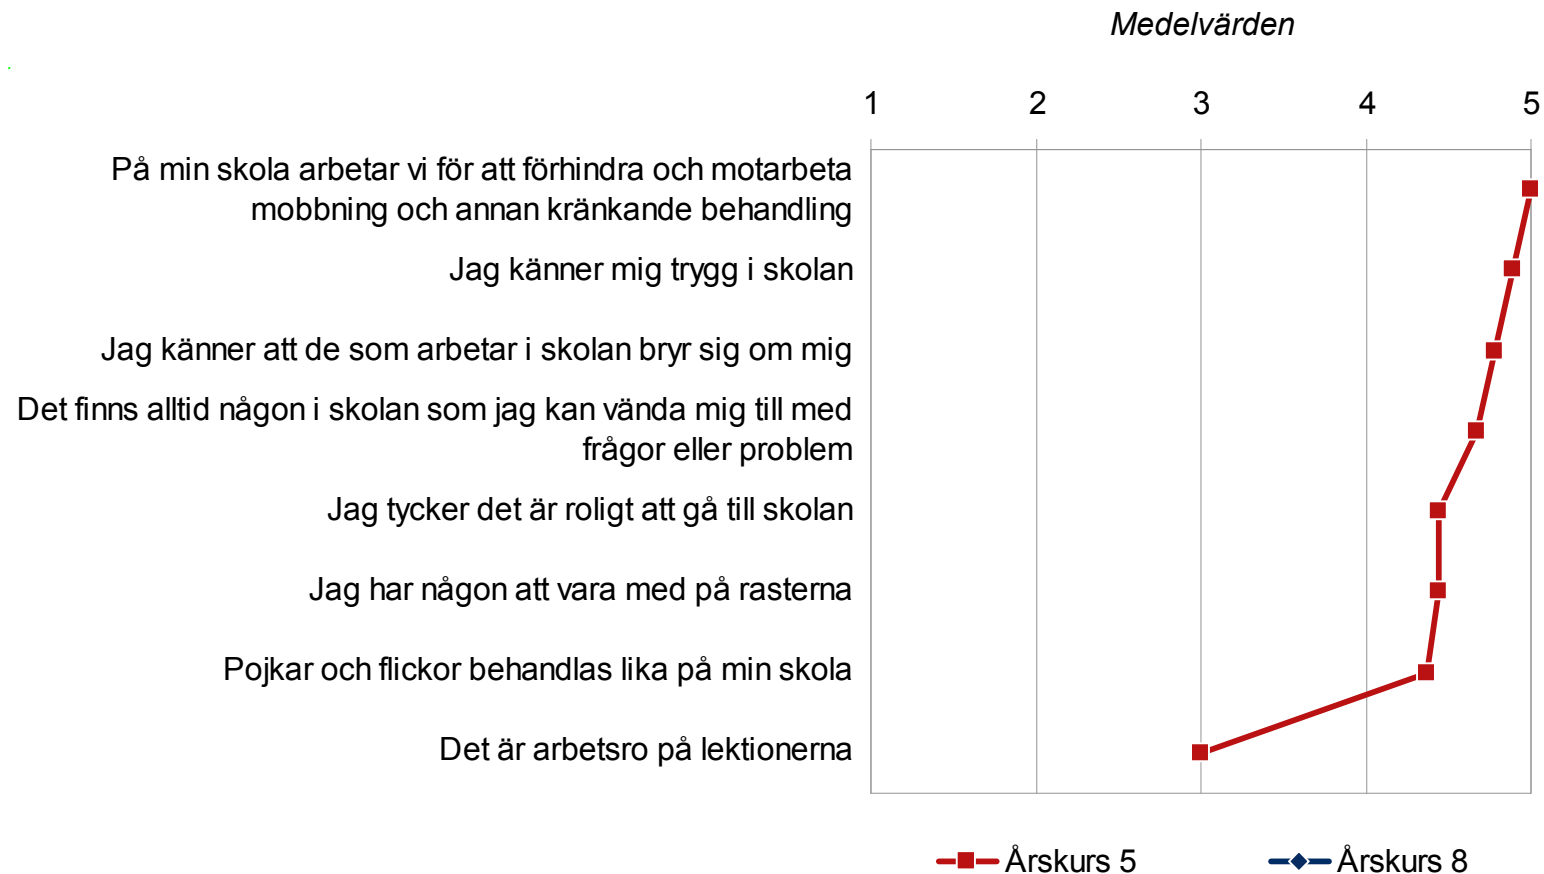 Medelvärden
1 2 3 4 5
På min skola arbetar vi för att förhindra och motarbeta
mobbning och annan kränkande behandling
Jag känner mig trygg i skolan
Jag känner att de som arbetar i skolan bryr sig om mig
Det finns alltid någon i skolan som jag kan vända mig till med
frågor eller problem
Jag tycker det är roligt att gå till skolan
Jag har någon att vara med på rasterna
Pojkar och flickor behandlas lika på min skola
Det är arbetsro på lektionerna
Årskurs 5 Årskurs 8